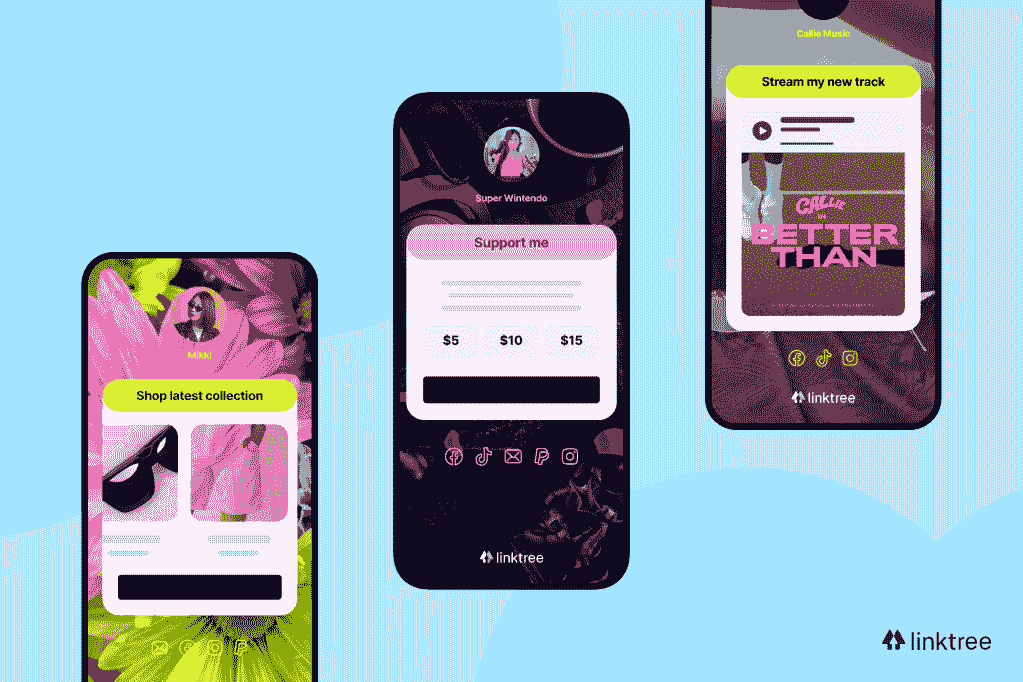 Mikki
Shop latest collection
Super Wintendo
Support me
$5 $10 $15
linktree
Callie Music
Stream my new track
CALLIE
BETTER
THAN
linktree
linktree